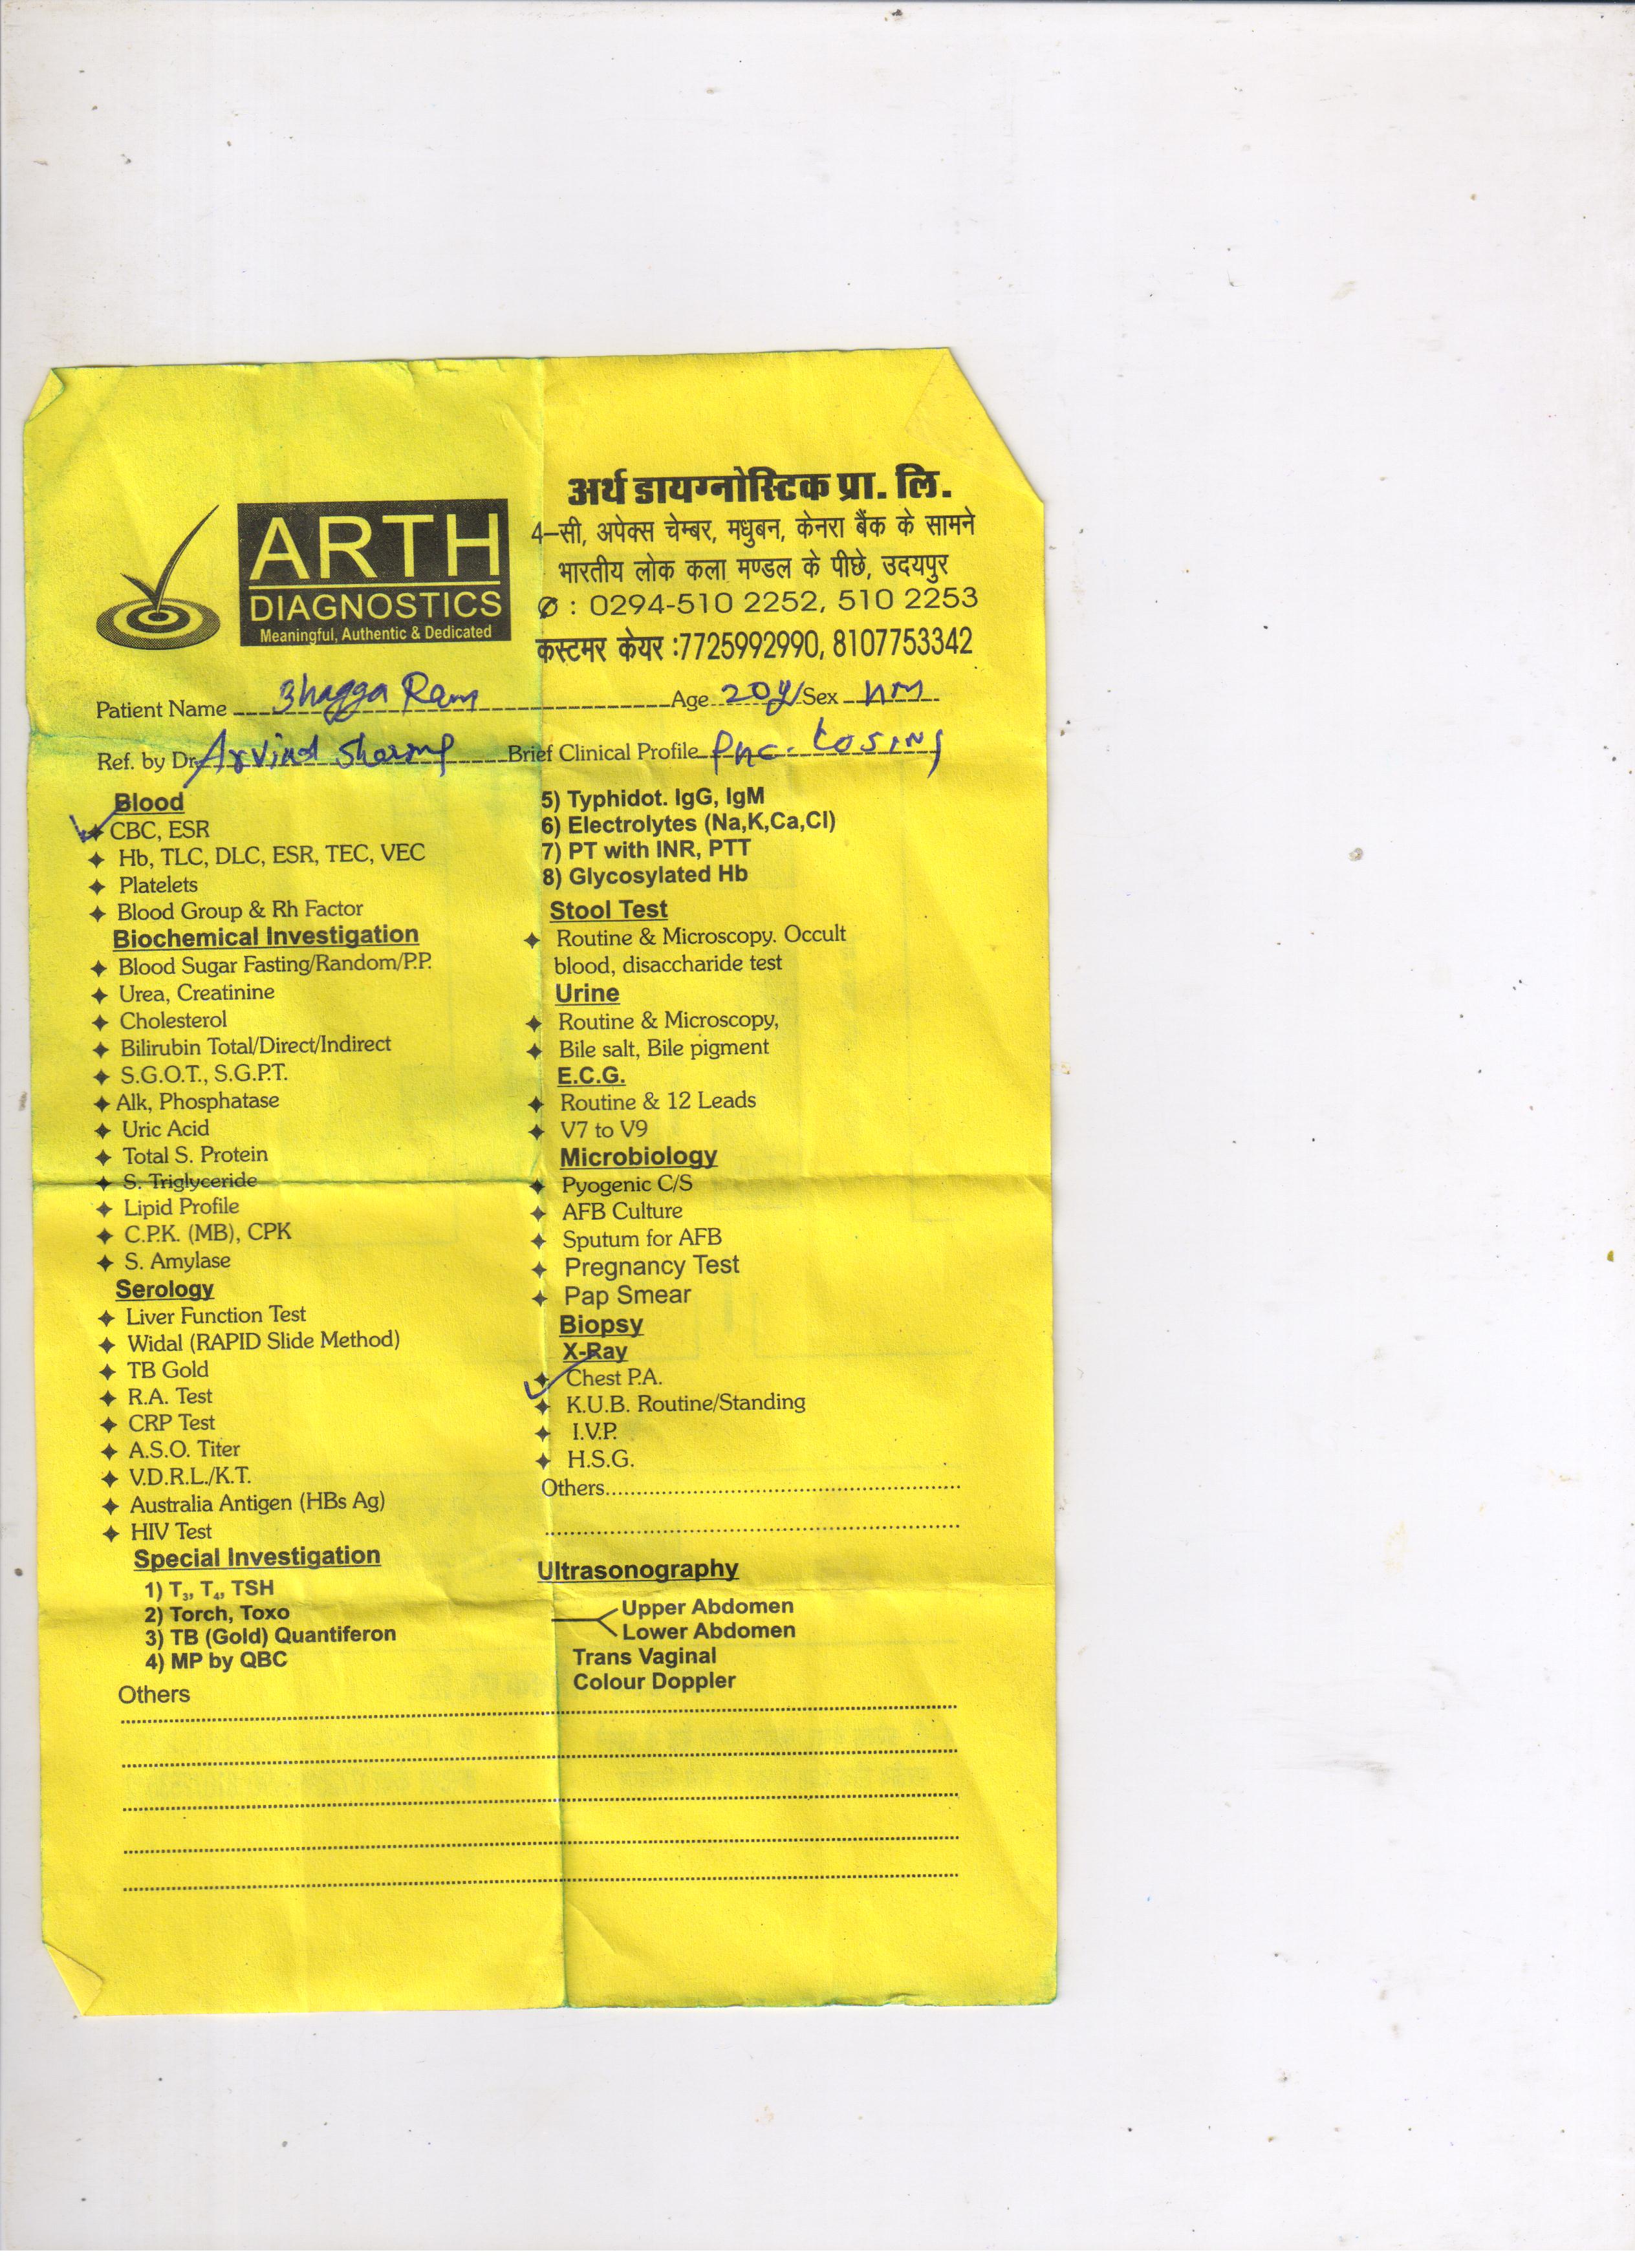 ARTH
DIAGNOSTICS
Meaningful, Authentic & Dedicated
अर्थ डायग्नोस्टिक प्रा. लि.
4–सी, अपेक्स चेम्बर, मधुबन, केनरा बैंक के सामने
भारतीय लोक कला मण्डल के पीछे, उदयपुर
: 0294-510 2252, 510 2253
कस्टमर केयर :7725992990, 8107753342
Patient Name Bhagga Ram Age 20y/Sex
Ref. by Dr. Arvind Sharma Brief Clinical Profile
Blood
CBC, ESR
Hb, TLC, DLC, ESR, TEC, VEC
Platelets
Blood Group & Rh Factor
Biochemical Investigation
Blood Sugar Fasting/Random/P.P.
Urea, Creatinine
Cholesterol
Bilirubin Total/Direct/Indirect
S.G.O.T., S.G.P.T.
Alk, Phosphatase
Uric Acid
Total S. Protein
S. Triglyceride
Lipid Profile
C.P.K. (MB), CPK
S. Amylase
Serology
Liver Function Test
Widal (RAPID Slide Method)
TB Gold
R.A. Test
CRP Test
A.S.O. Titer
V.D.R.L./K.T.
Australia Antigen (HBs Ag)
HIV Test
Special Investigation
1) T₃, T₄, TSH
2) Torch, Toxo
3) TB (Gold) Quantiferon
4) MP by QBC
Others
5) Typhidot. IgG, IgM
6) Electrolytes (Na,K,Ca,Cl)
7) PT with INR, PTT
8) Glycosylated Hb
Stool Test
Routine & Microscopy. Occult
blood, disaccharide test
Urine
Routine & Microscopy,
Bile salt, Bile pigment
E.C.G.
Routine & 12 Leads
V7 to V9
Microbiology
Pyogenic C/S
AFB Culture
Sputum for AFB
Pregnancy Test
Pap Smear
Biopsy
X-Ray
Chest P.A.
K.U.B. Routine/Standing
I.V.P.
H.S.G.
Others
Ultrasonography
Upper Abdomen
Lower Abdomen
Trans Vaginal
Colour Doppler